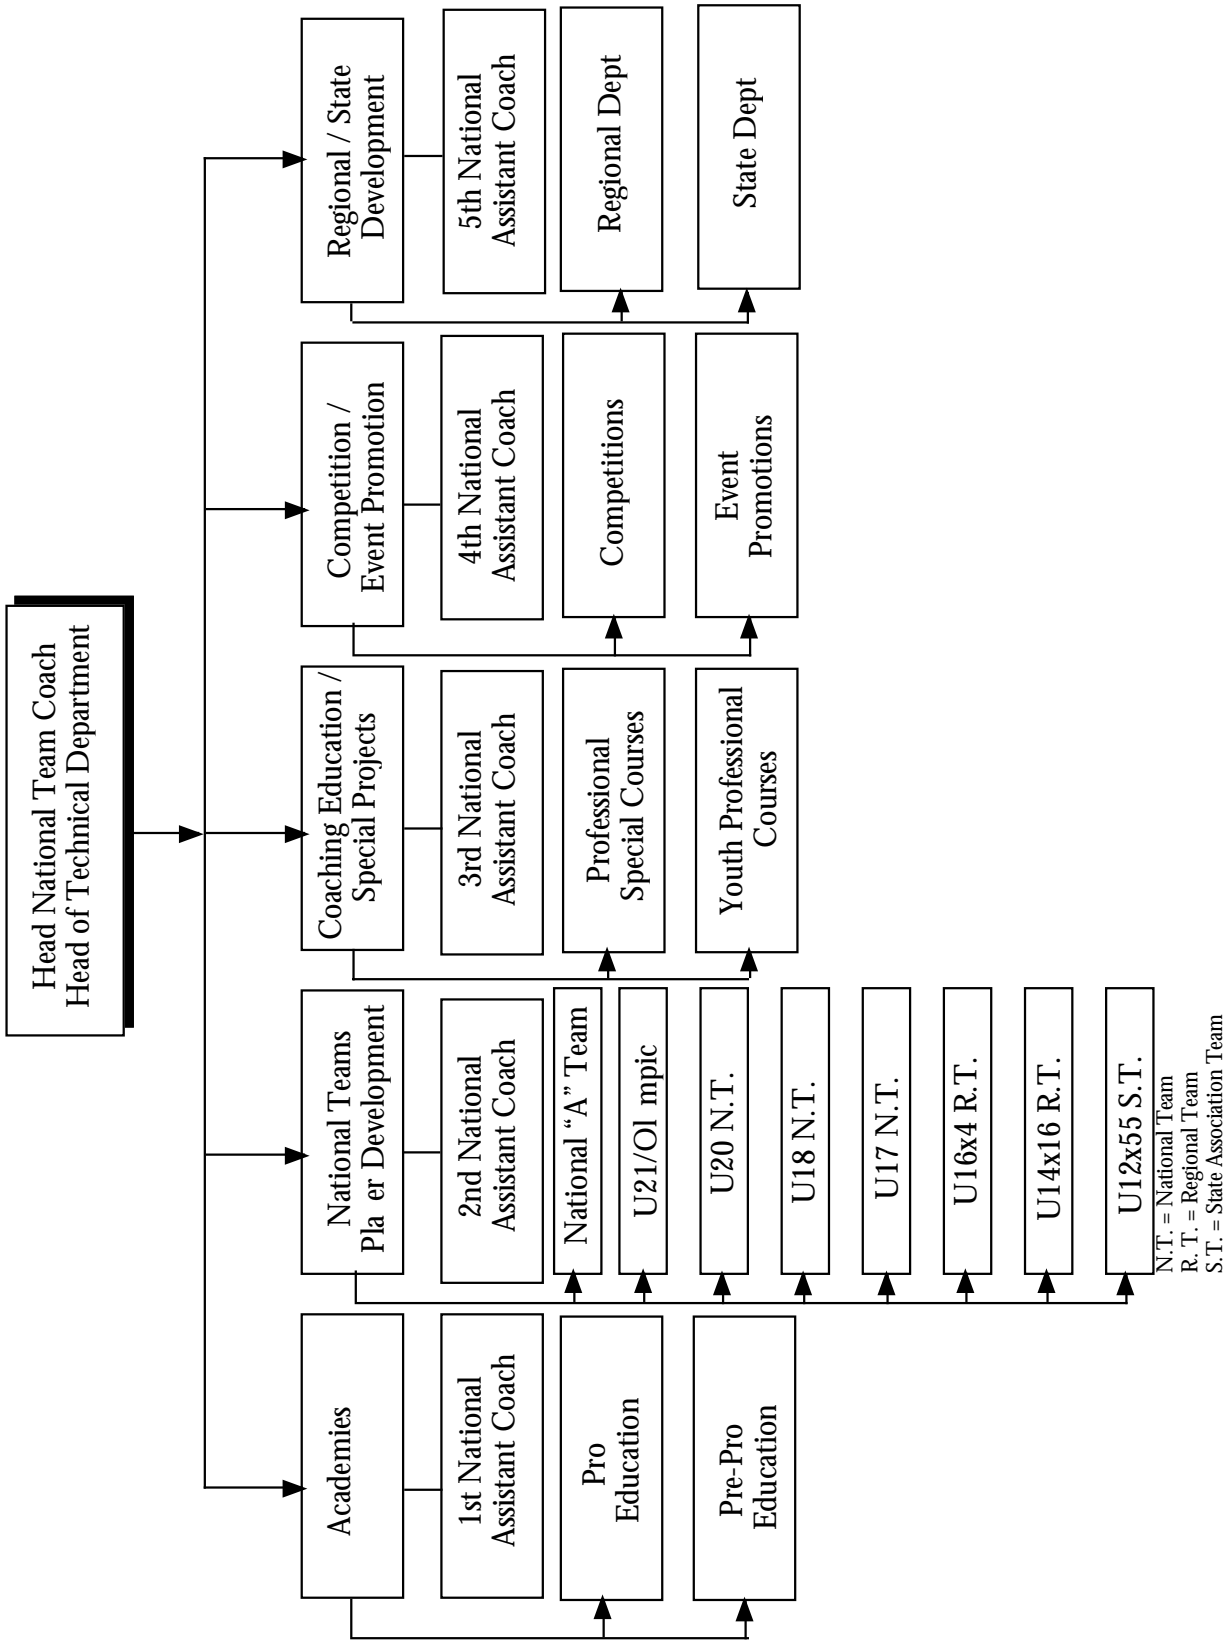 Head National Team Coach
Head of Technical Department
Academies
1st National
Assistant Coach
Pro
Education
Pre-Pro
Education
National Teams
Pla er Development
2nd National
Assistant Coach
National “A” Team
U21/Ol mpic
U20 N.T.
U18 N.T.
U17 N.T.
U16x4 R.T.
U14x16 R.T.
U12x55 S.T.
N.T. = National Team
R. T. = Regional Team
S.T. = State Association Team
Coaching Education /
Special Projects
3rd National
Assistant Coach
Professional
Special Courses
Youth Professional
Courses
Competition /
Event Promotion
4th National
Assistant Coach
Competitions
Event
Promotions
Regional / State
Development
5th National
Assistant Coach
Regional Dept
State Dept